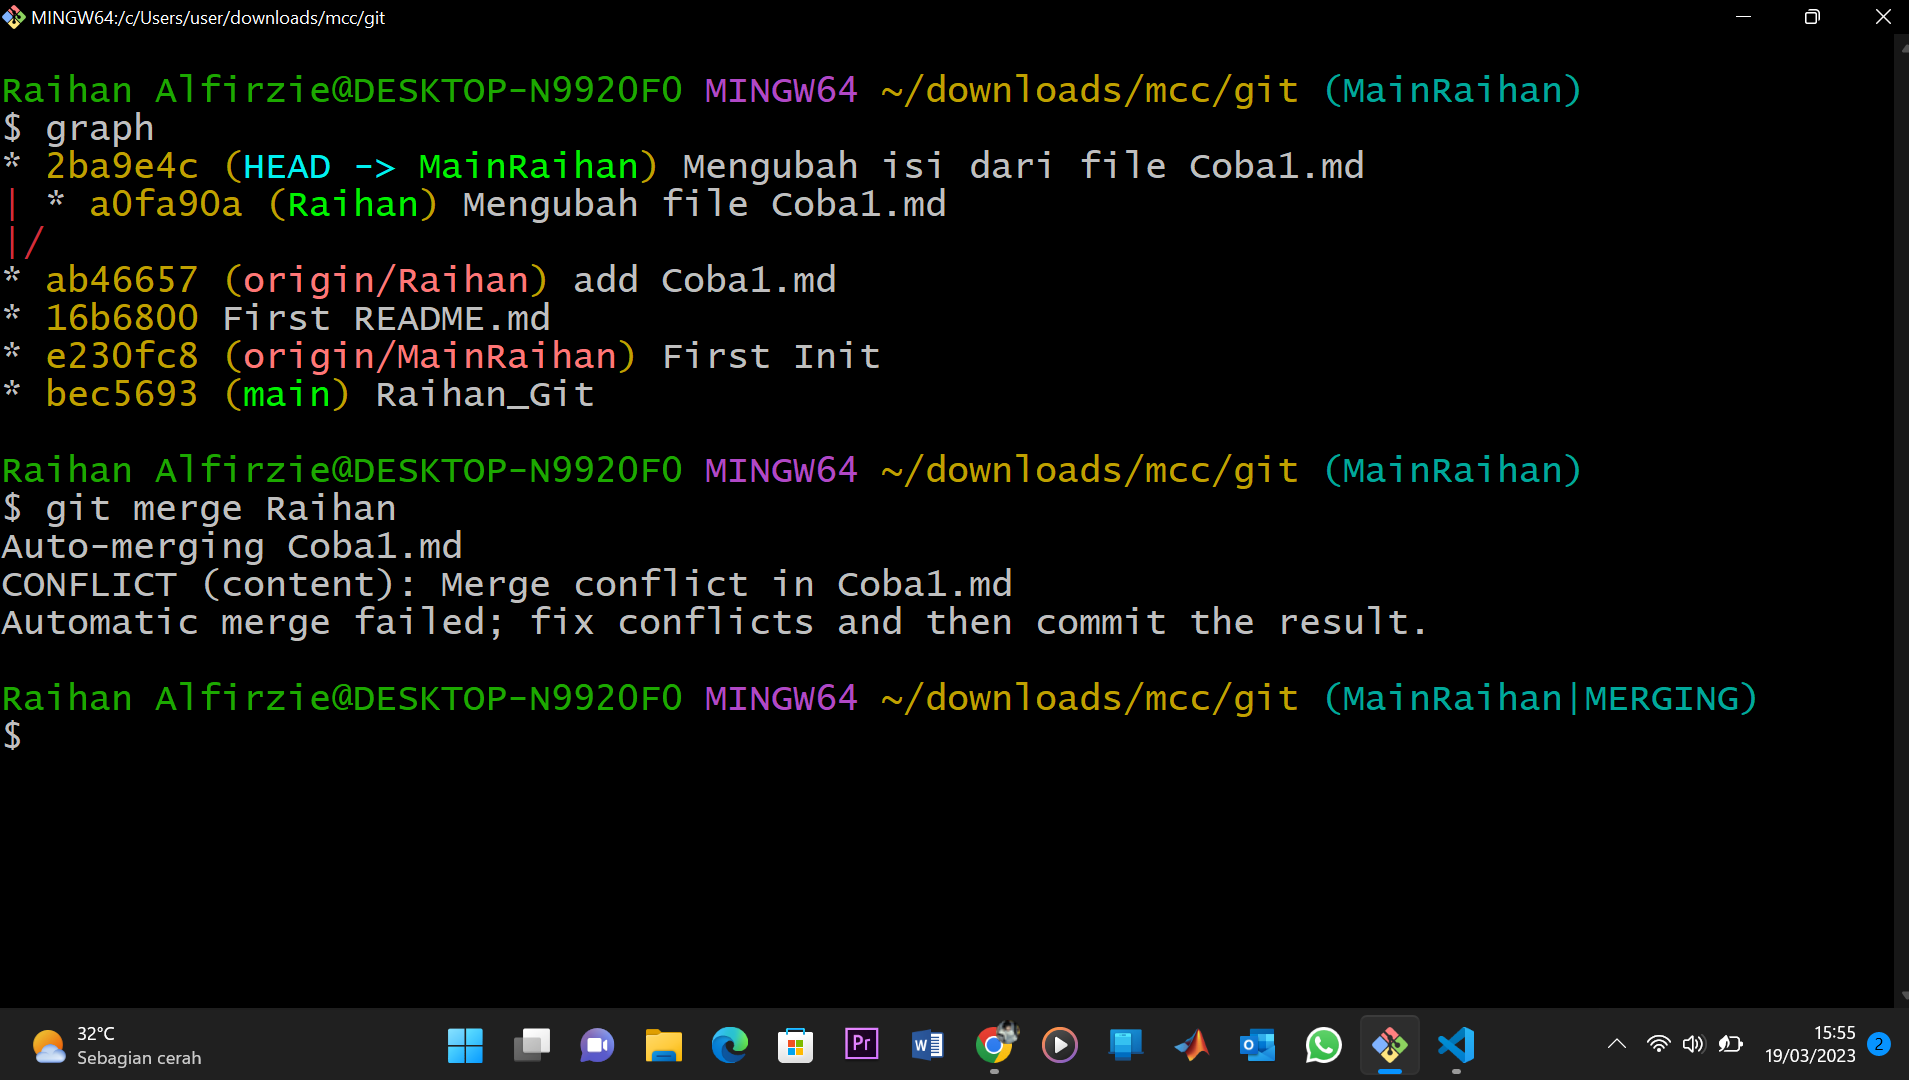 MINGW64:/c/Users/user/downloads/mcc/git
Raihan Alfirzie@DESKTOP-N992OF0 MINGW64 ~/downloads/mcc/git (MainRaihan)
$ graph
* 2ba9e4c (HEAD -> MainRaihan) Mengubah isi dari file Coba1.md
| * a0fa90a (Raihan) Mengubah file Coba1.md
|/
* ab46657 (origin/Raihan) add Coba1.md
* 16b6800 First README.md
* e230fc8 (origin/MainRaihan) First Init
* bec5693 (main) Raihan_Git
Raihan Alfirzie@DESKTOP-N992OF0 MINGW64 ~/downloads/mcc/git (MainRaihan)
$ git merge Raihan
Auto-merging Coba1.md
CONFLICT (content): Merge conflict in Coba1.md
Automatic merge failed; fix conflicts and then commit the result.
Raihan Alfirzie@DESKTOP-N992OF0 MINGW64 ~/downloads/mcc/git (MainRaihan|MERGING)
$
32°C
Sebagian cerah
Pr
W
15:55
19/03/2023
2